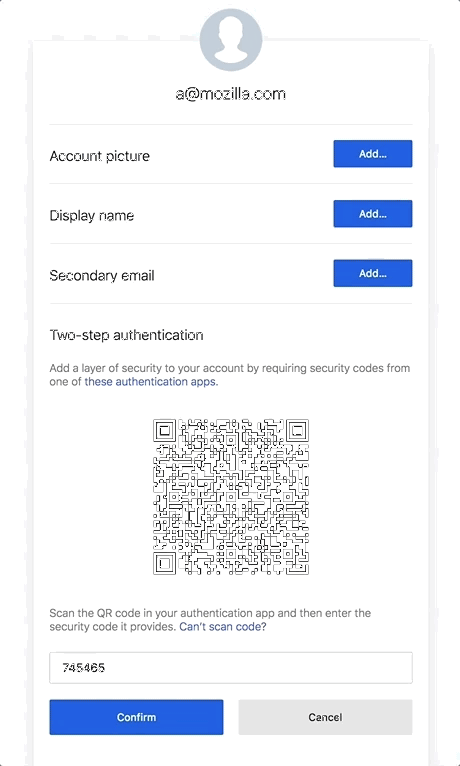 a@mozilla.com
Account picture
Add...
Display name
Add...
Secondary email
Add...
Two-step authentication
Add a layer of security to your account by requiring security codes from
one of these authentication apps.
Scan the QR code in your authentication app and then enter the
security code it provides. Can't scan code?
745465
Confirm
Cancel